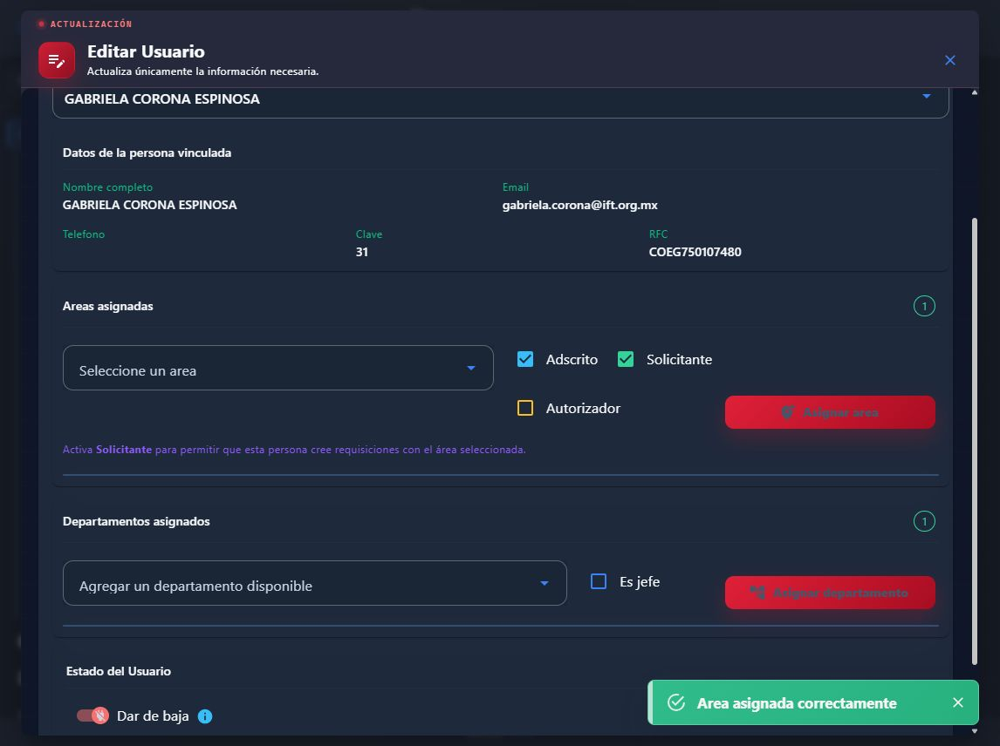 ACTUALIZACIÓN
Editar Usuario
Actualiza únicamente la información necesaria.
GABRIELA CORONA ESPINOSA
Datos de la persona vinculada
Nombre completo
Email
GABRIELA CORONA ESPINOSA
gabriela.corona@ift.org.mx
Telefono
Clave
RFC
31
COEG750107480
Areas asignadas
1
Seleccione un area
Adscrito
Solicitante
Autorizador
Asignar area
Activa Solicitante para permitir que esta persona cree requisiciones con el área seleccionada.
Departamentos asignados
1
Agregar un departamento disponible
Es jefe
Asignar departamento
Estado del Usuario
Dar de baja
Area asignada correctamente